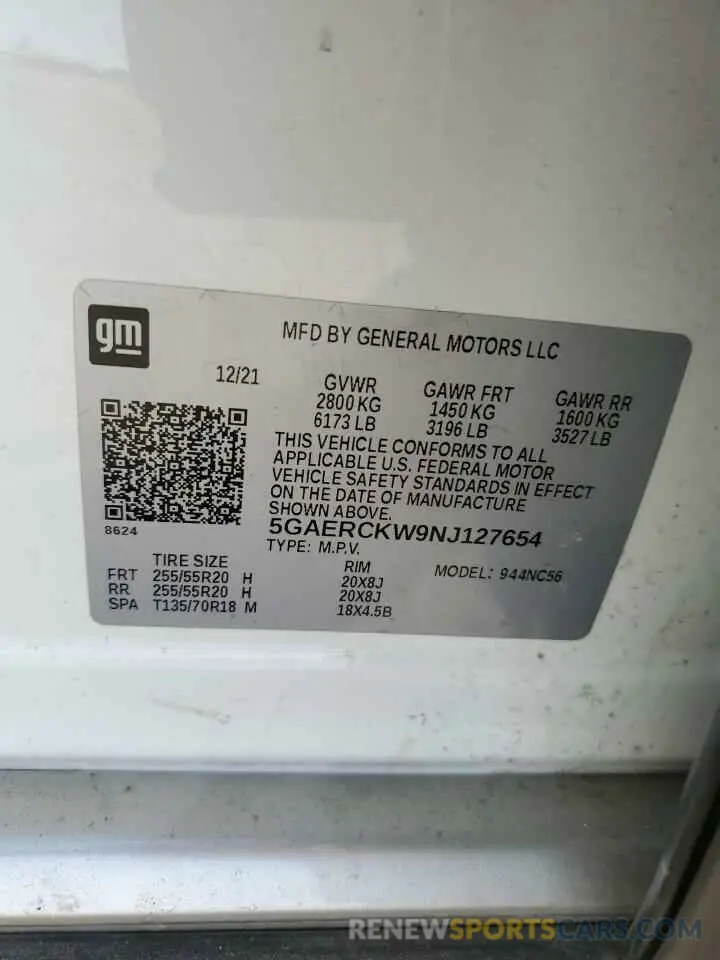 gm
MFD BY GENERAL MOTORS LLC
12/21
GVWR GAWR FRT GAWR RR
2800 KG 1450 KG 1600 KG
6173 LB 3196 LB 3527 LB
THIS VEHICLE CONFORMS TO ALL
APPLICABLE U.S. FEDERAL MOTOR
VEHICLE SAFETY STANDARDS IN EFFECT
ON THE DATE OF MANUFACTURE
SHOWN ABOVE.
8624
5GAERCKW9NJ127654
TYPE: M.P.V.
MODEL: 944NC56
TIRE SIZE RIM
FRT 255/55R20 H 20X8J
RR 255/55R20 H 20X8J
SPA T135/70R18 M 18X4.5B
RENEWSPORTSCARS.COM